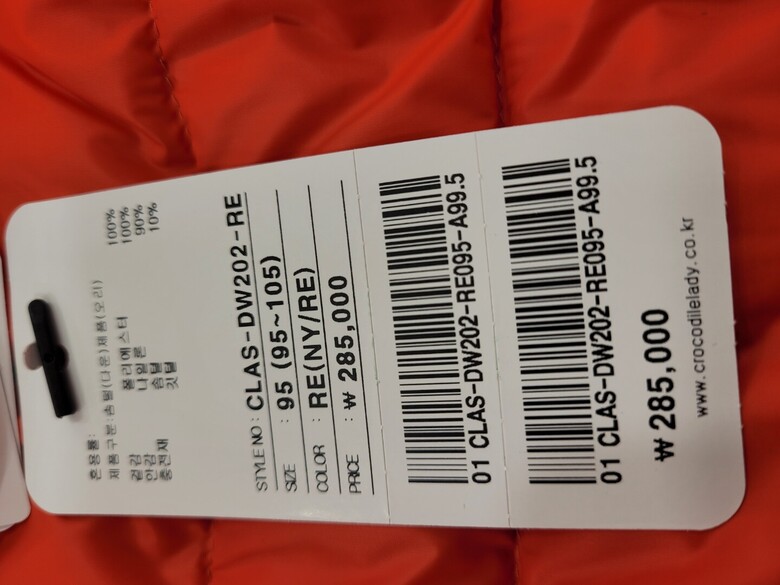 혼용률:
제품구분:솜털(다운)제품(오리)
겉감 폴리에스터 100%
안감 나일론 100%
충전재 솜털 90%
깃털 10%
STYLE NO : CLAS-DW202-RE
SIZE : 95 (95~105)
COLOR : RE(NY/RE)
PRICE : ₩ 285,000
01 CLAS-DW202-RE095-A99.5
01 CLAS-DW202-RE095-A99.5
₩ 285,000
www.crocodilelady.co.kr